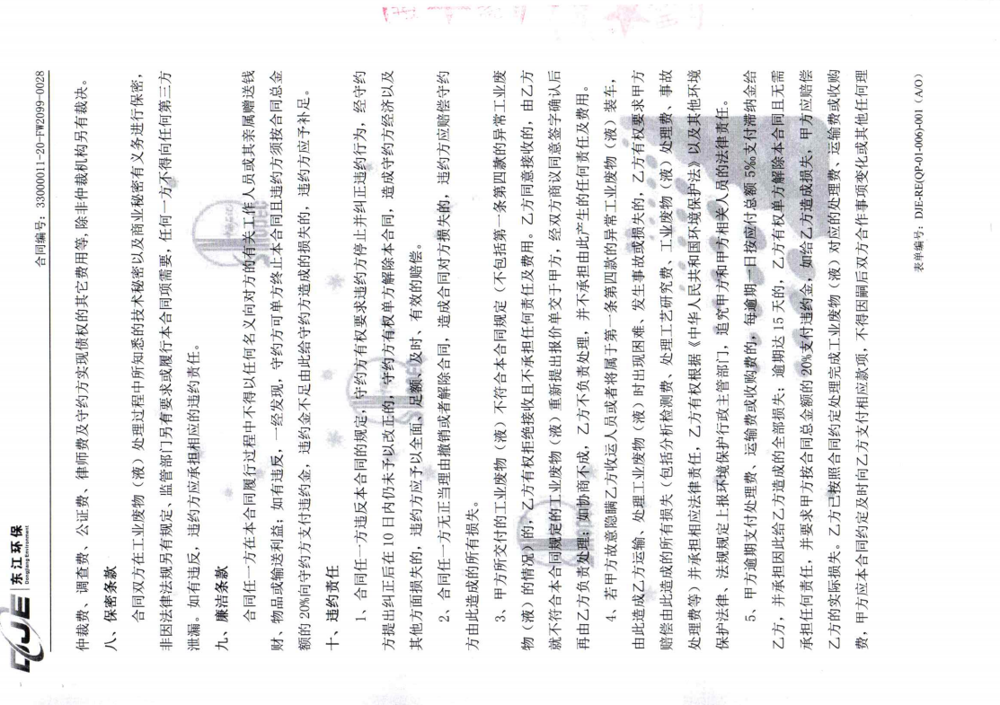 东江环保
Dongjiang Environment
合同编号：33000011-20-FW2099-0028
仲裁费、调查费、公证费、律师费及守约方实现债权的其它费用等，除非仲裁机构另有裁决。
八、保密条款
合同双方在工业废物（液）处理过程中所知悉的技术秘密以及商业秘密有义务进行保密，
非因法律法规另有规定、监管部门另有要求或履行本合同项需要，任何一方不得向任何第三方
泄漏。如有违反，违约方应承担相应的违约责任。
九、廉洁条款
合同任一方在本合同履行过程中不得以任何名义向对方的有关工作人员或其亲属赠送钱
财、物品或输送利益；如有违反，一经发现，守约方可单方终止本合同且违约方须按合同总金
额的 20%向守约方支付违约金，违约金不足由此给守约方造成的损失的，违约方应予补足。
十、违约责任
1、合同任一方违反本合同的规定，守约方有权要求违约方停止并纠正违约行为，经守约
方提出纠正后在 10 日内仍未予以改正的，守约方有权单方解除本合同，造成守约方经济以及
其他方面损失的，违约方应予以全面、足额、及时、有效的赔偿。
2、合同任一方无正当理由撤销或者解除合同，造成合同对方损失的，违约方应赔偿守约
方由此造成的所有损失。
3、甲方所交付的工业废物（液）不符合本合同规定（不包括第一条第四款的异常工业废
物（液）的情况）的，乙方有权拒绝接收且不承担任何责任及费用。乙方同意接收的，由乙方
就不符合本合同规定的工业废物（液）重新提出报价单交于甲方，经双方商议同意签字确认后
再由乙方负责处理；如协商不成，乙方不负责处理，并不承担由此产生的任何责任及费用。
4、若甲方故意隐瞒乙方收运人员或者将属于第一条第四款的异常工业废物（液）装车，
由此造成乙方运输、处理工业废物（液）时出现困难、发生事故或损失的，乙方有权要求甲方
赔偿由此造成的所有损失（包括分析检测费、处理工艺研究费、工业废物（液）处理费、事故
处理费等）并承担相应法律责任，乙方有权根据《中华人民共和国环境保护法》以及其他环境
保护法律、法规规定上报环境保护行政主管部门，追究甲方和甲方相关人员的法律责任。
5、甲方逾期支付处理费、运输费或收购费的，每逾期一日按应付总额 5‰支付滞纳金给
乙方，并承担因此给乙方造成的全部损失；逾期达 15 天的，乙方有权单方解除本合同且无需
承担任何责任，并要求甲方按合同总金额的 20%支付违约金，如给乙方造成损失，甲方应赔偿
乙方的实际损失。乙方已按照合同约定处理完成工业废物（液）对应的处理费、运输费或收购
费，甲方应本合同约定及时向乙方支付相应款项，不得因嗣后双方合作事项变化或其他任何理
表单编号：DJE-RE(QP-01-006)-001（A/O）